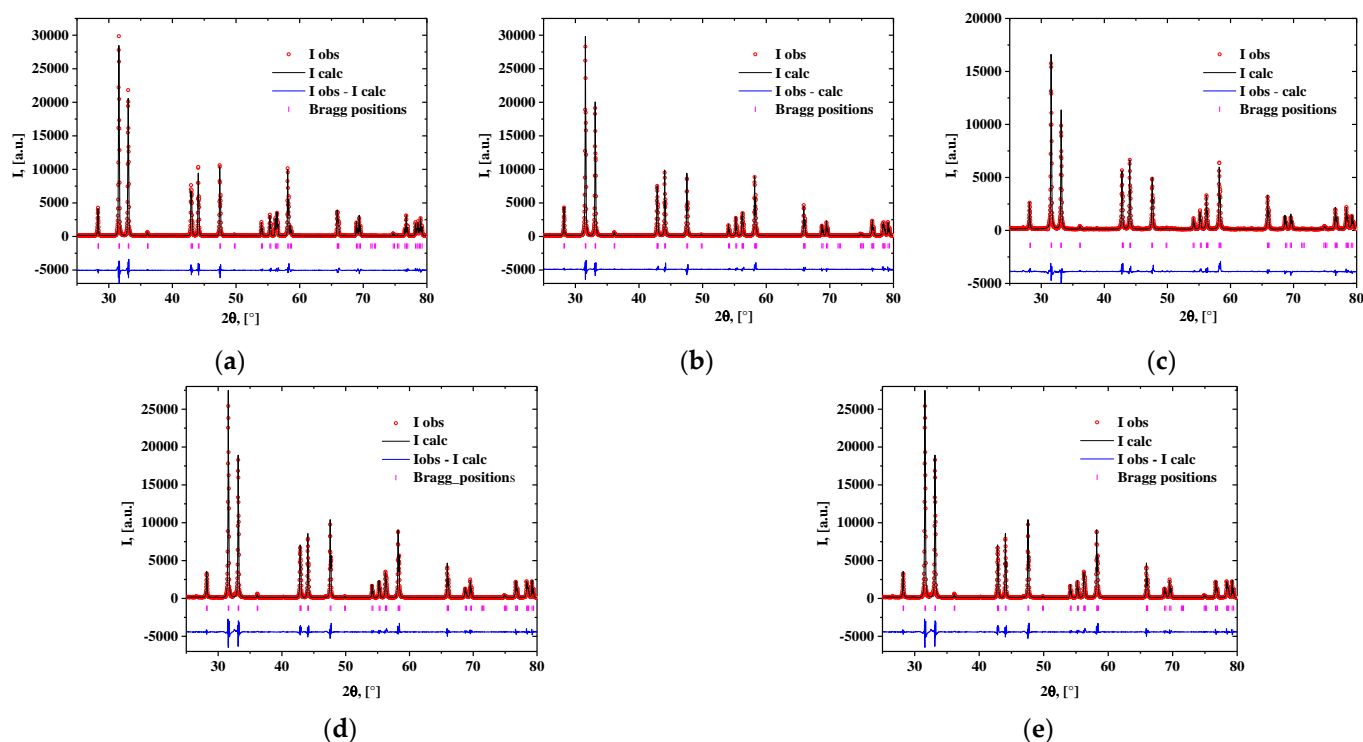 30000
25000
20000
15000
10000
5000
0
-5000
I, [a.u.]
I obs
I calc
I obs - I calc
Bragg positions
30 40 50 60 70 80
2θ, [°]
(a)
30000
25000
20000
15000
10000
5000
0
-5000
I, [a.u.]
I obs
I calc
I obs - calc
Bragg positions
30 40 50 60 70 80
2θ, [°]
(b)
20000
15000
10000
5000
0
-5000
I, [a.u.]
I obs
I calc
I obs - calc
Bragg positions
30 40 50 60 70 80
2θ, [°]
(c)
25000
20000
15000
10000
5000
0
-5000
I, [a.u.]
I obs
I calc
Iobs - I calc
Bragg_positions
30 40 50 60 70 80
2θ, [°]
(d)
25000
20000
15000
10000
5000
0
-5000
I, [a.u.]
I obs
I calc
I obs - I calc
Bragg positions
30 40 50 60 70 80
2θ, [°]
(e)